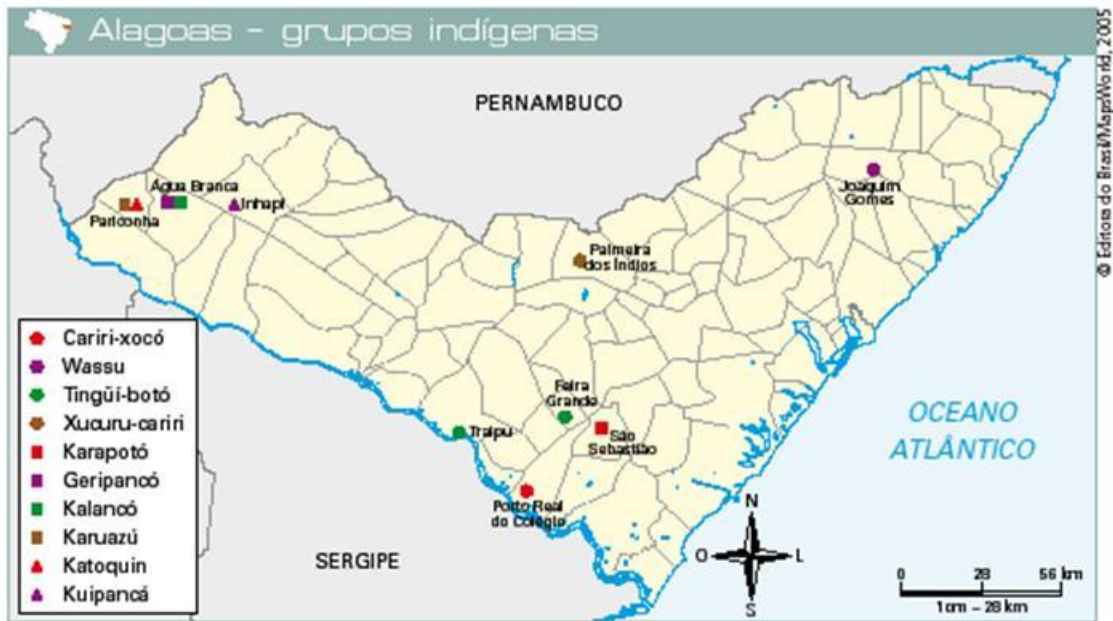 Alagoas – grupos indígenas
© Editora do Brasil/Mapdraw Ltd, 2005
PERNAMBUCO
Água Branca
Pariconha
Inhapi
Joaquim
Gomes
Palmeira
dos Índios
Feira
Grande
Traipu
São
Sebastião
Porto Real
do Colégio
OCEANO
ATLÂNTICO
SERGIPE
Cariri-xocó
Wassu
Tingüí-botó
Xucuru-cariri
Karapotó
Geripancó
Kalancó
Karuazú
Katoquin
Kuipancá
N
O
L
S
0 28 56 km
1cm – 28 km